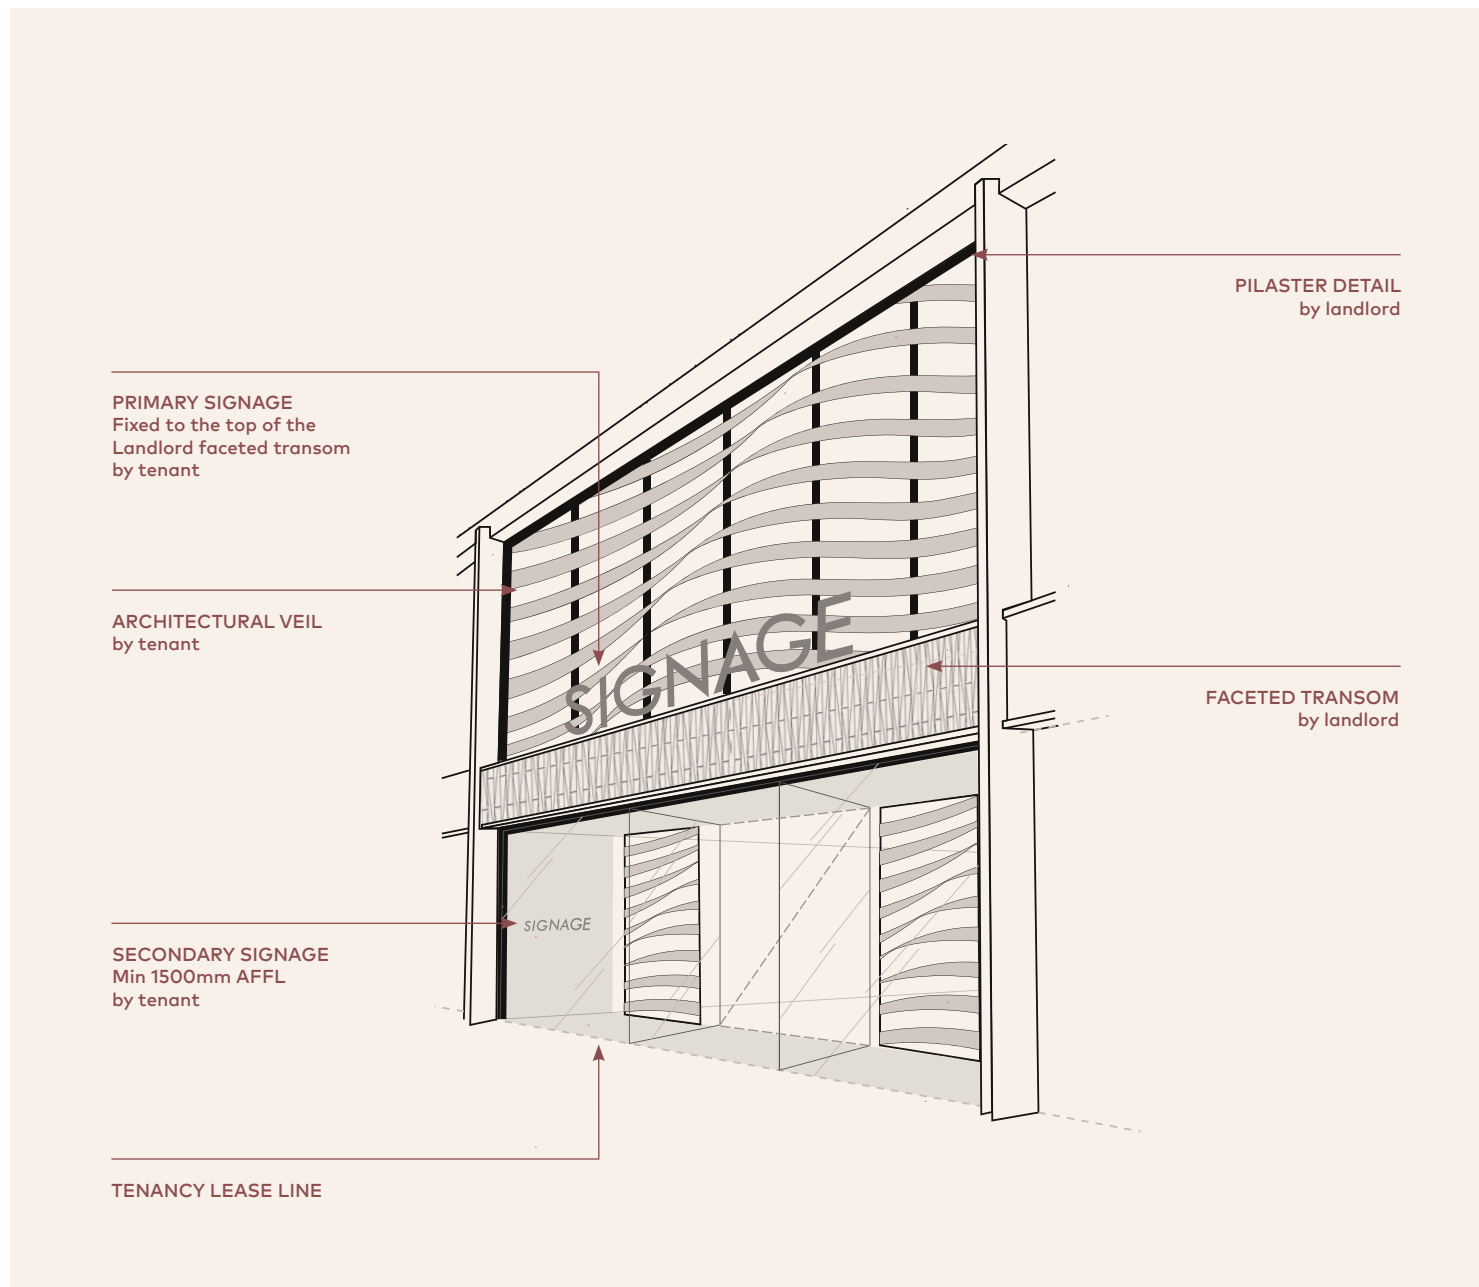 PILASTER DETAIL
by landlord
PRIMARY SIGNAGE
Fixed to the top of the
Landlord faceted transom
by tenant
ARCHITECTURAL VEIL
by tenant
SIGNAGE
FACETED TRANSOM
by landlord
SIGNAGE
SECONDARY SIGNAGE
Min 1500mm AFFL
by tenant
TENANCY LEASE LINE